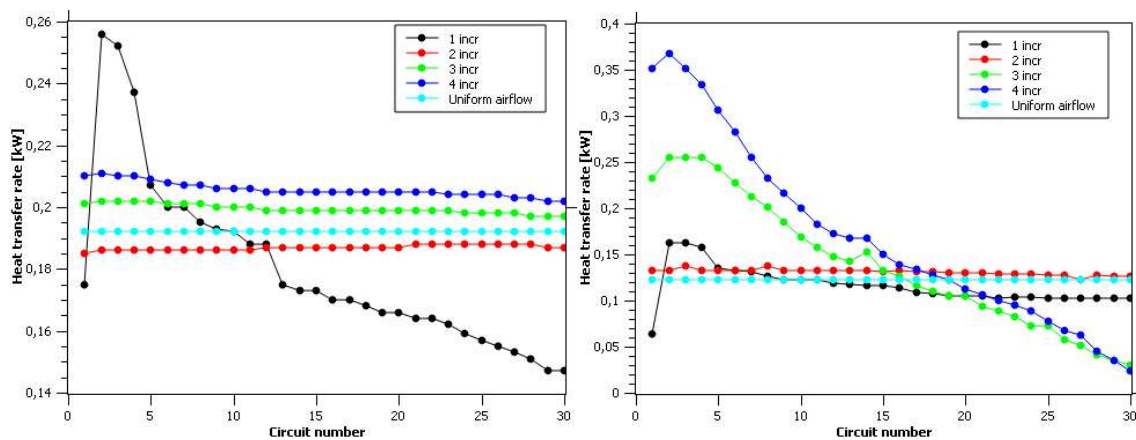 Heat transfer rate [kW]
0,26
0,24
0,22
0,2
0,18
0,16
0,14
0
5
10
15
20
25
30
Circuit number
1 incr
2 incr
3 incr
4 incr
Uniform airflow
Heat transfer rate [kW]
0,4
0,35
0,3
0,25
0,2
0,15
0,1
0,05
0
0
5
10
15
20
25
30
Circuit number
1 incr
2 incr
3 incr
4 incr
Uniform airflow